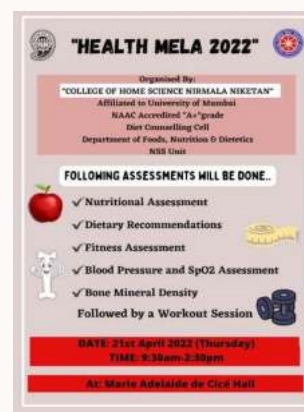 "HEALTH MELA 2022"
Organised By:
"COLLEGE OF HOME SCIENCE NIRMALA NIKETAN"
Affiliated to University of Mumbai
NAAC Accredited "A+"grade
Diet Counselling Cell
Department of Foods, Nutrition & Dietetics
NSS Unit
FOLLOWING ASSESSMENTS WILL BE DONE..
✓Nutritional Assessment
✓Dietary Recommendations
✓Fitness Assessment
✓Blood Pressure and SpO2 Assessment
✓Bone Mineral Density
Followed by a Workout Session
DATE: 21st April 2022 (Thursday)
TIME: 9:30am-2:30pm
At: Marie Adelaide de Cicé Hall